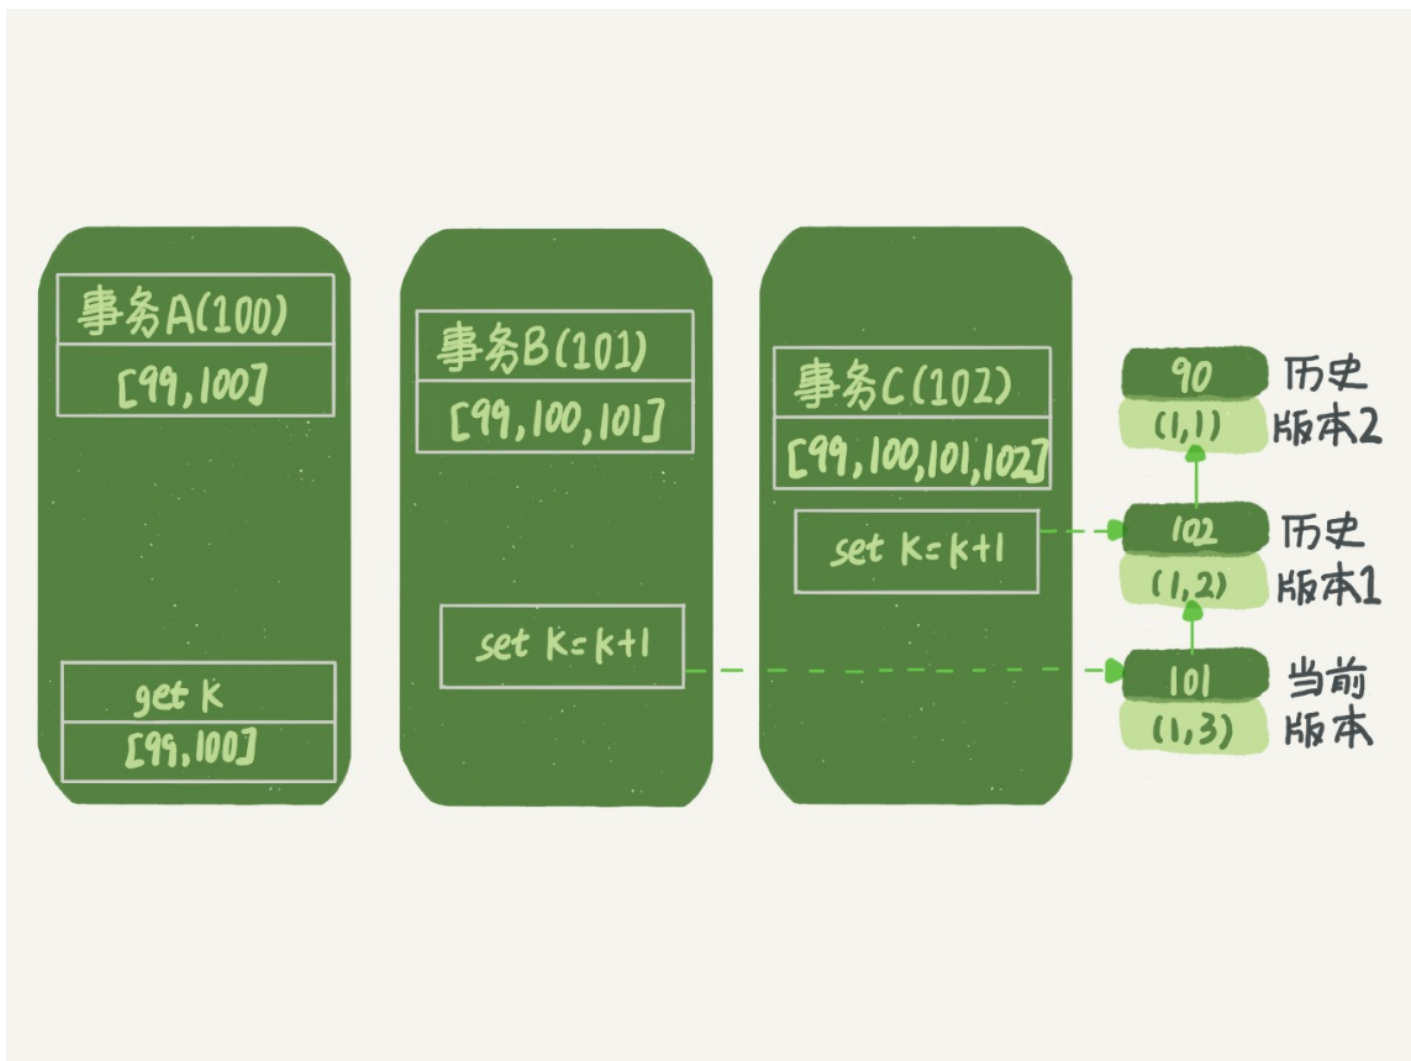 事务A(100)
[99,100]
get K
[99,100]
事务B(101)
[99,100,101]
set K=k+1
事务C(102)
[99,100,101,102]
set K=k+1
90
(1,1)
历史
版本2
102
(1,2)
历史
版本1
101
(1,3)
当前
版本